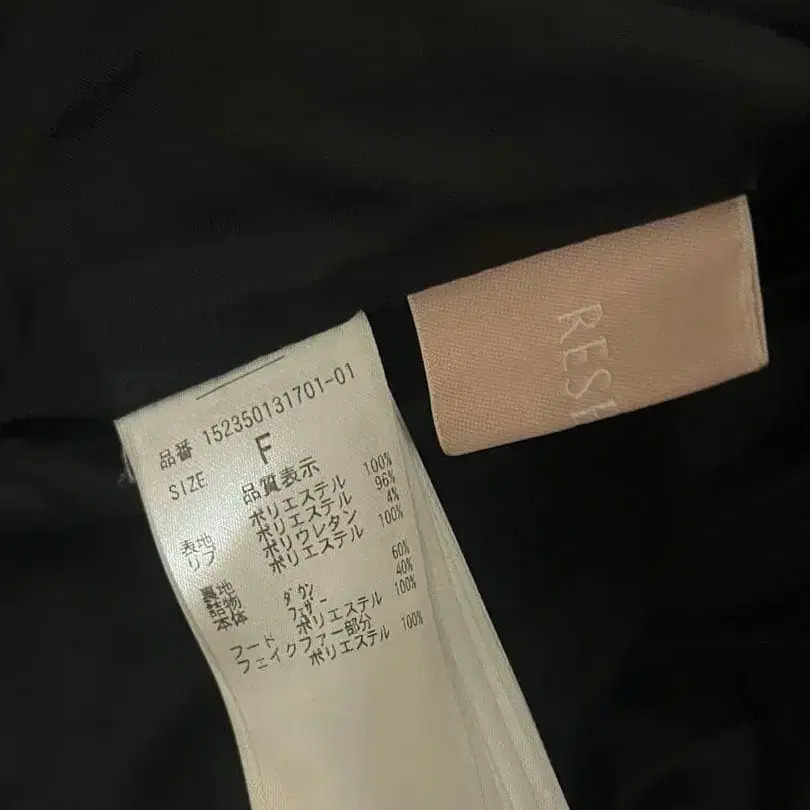 品番 152350131701-01
SIZE F
品質表示
表地 ポリエステル 100%
リブ ポリエステル 96%
ポリウレタン 4%
裏地 ポリエステル 100%
詰物
本体 ダウン 60%
フェザー 40%
フード ポリエステル 100%
フェイクファー部分
ポリエステル 100%
RESE